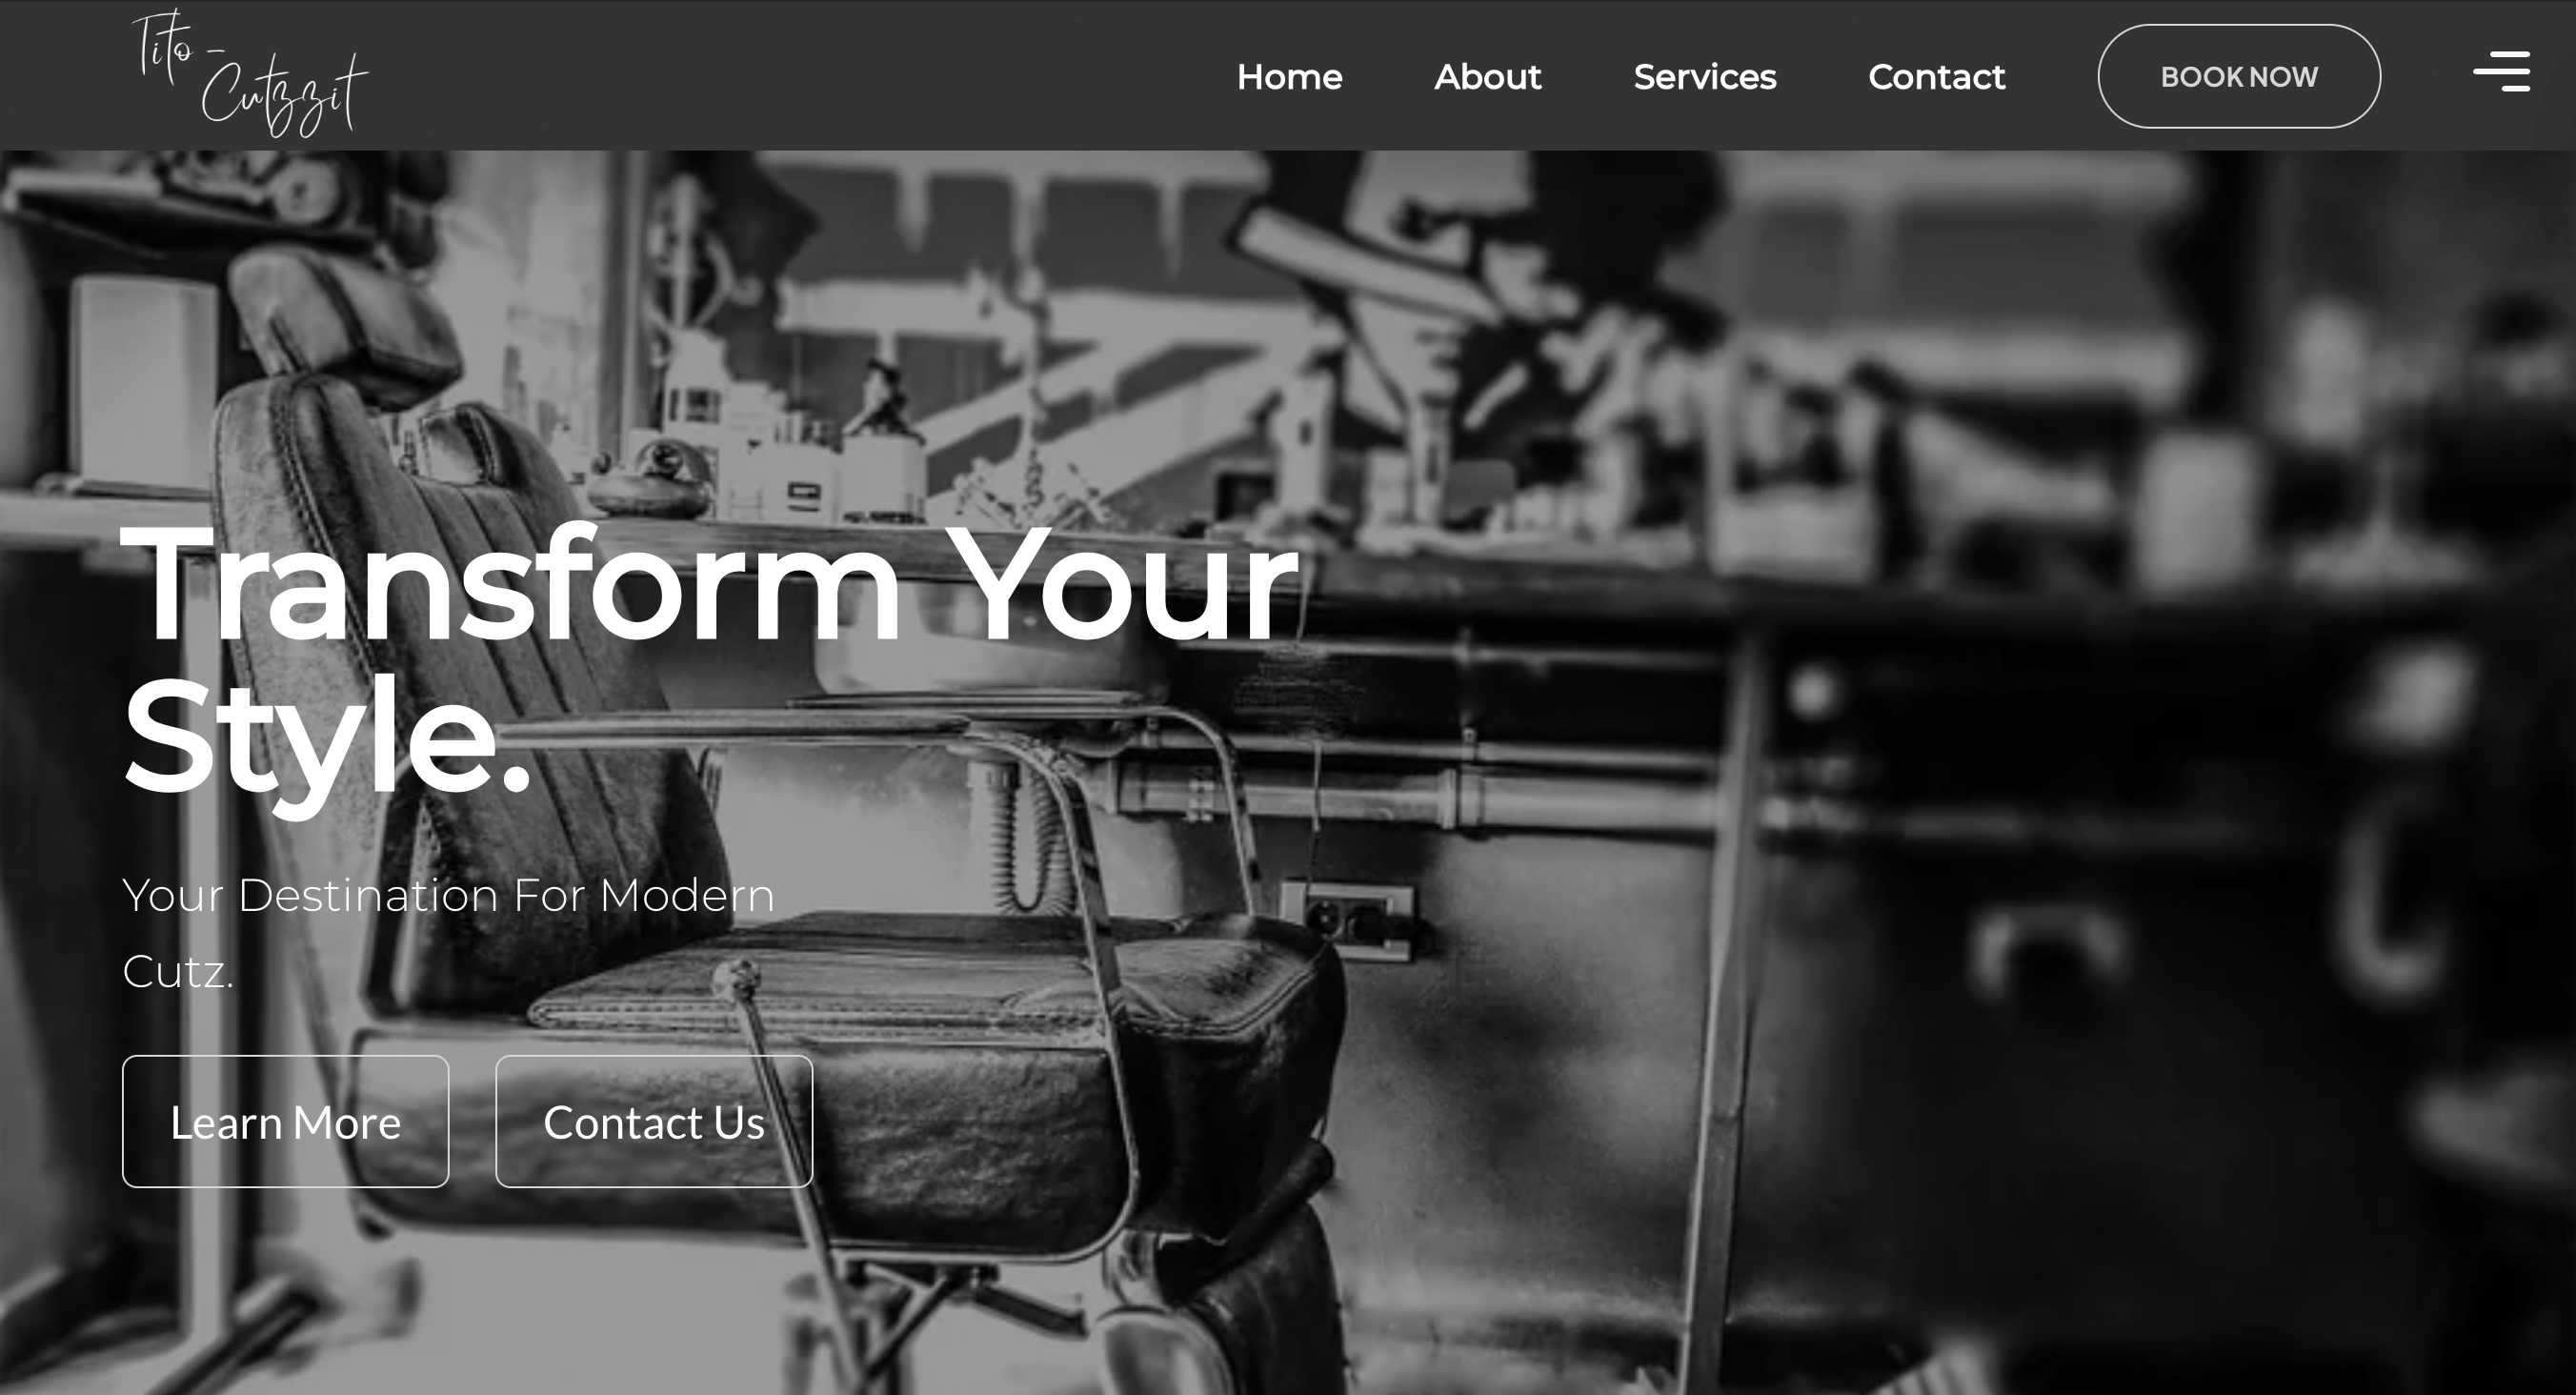 Tito -
Cutzzit
Home About Services Contact BOOK NOW
Transform Your
Style.
Your Destination For Modern
Cutz.
Learn More Contact Us